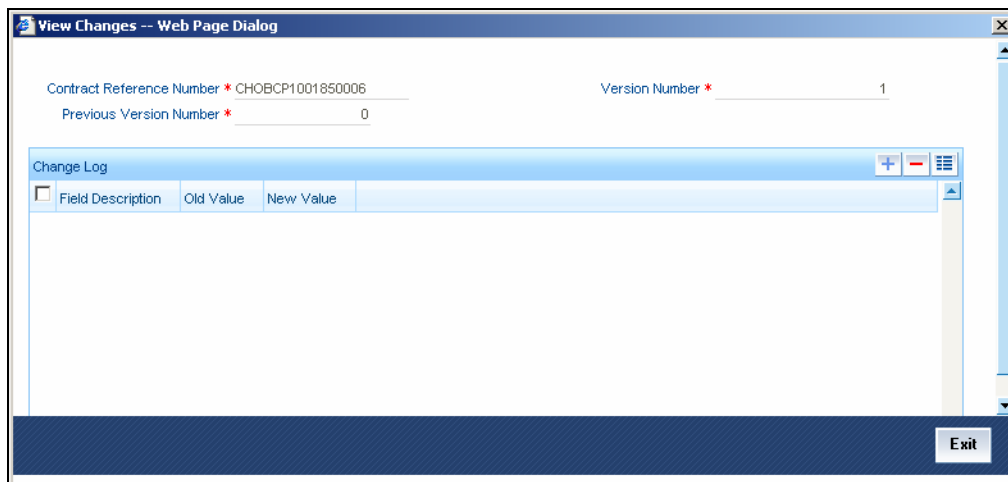 View Changes -- Web Page Dialog
Contract Reference Number * CHOBCP1001850006 Version Number * 1
Previous Version Number * 0
Change Log
Field Description Old Value New Value
Exit